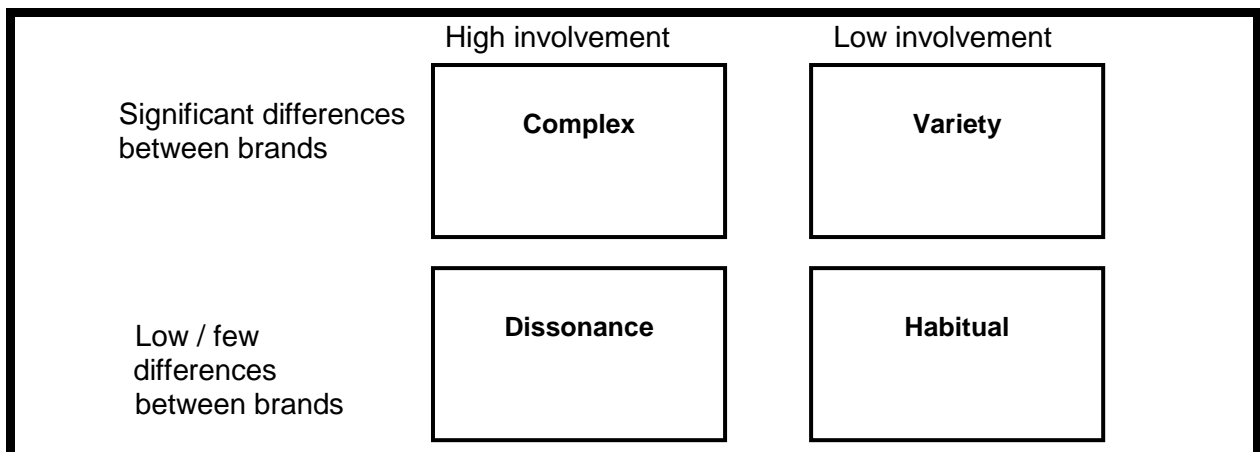 High involvement Low involvement
Significant differences
between brands
Complex Variety
Low / few
differences
between brands
Dissonance Habitual